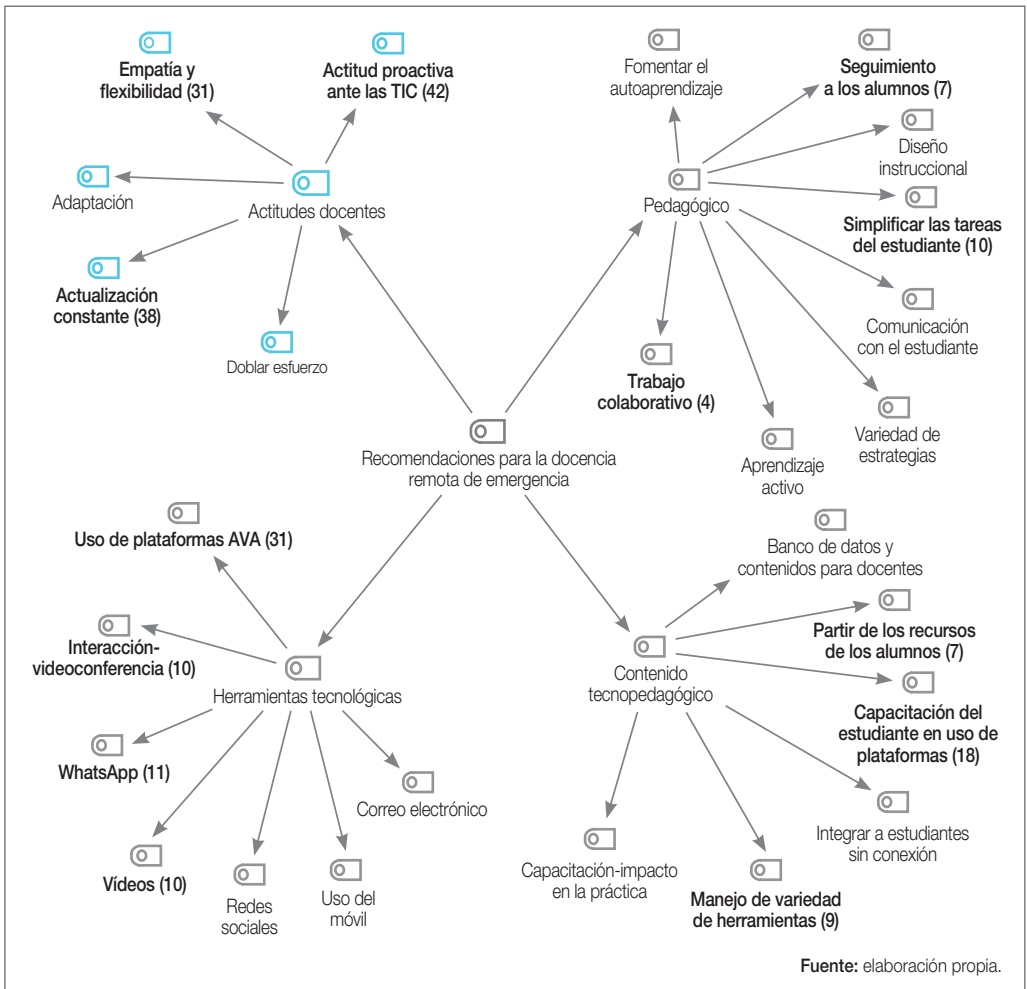 Empatía y
flexibilidad (31)
Actitud proactiva
ante las TIC (42)
Adaptación
Actitudes docentes
Actualización
constante (38)
Doblar esfuerzo
Fomentar el
autoaprendizaje
Seguimiento
a los alumnos (7)
Diseño
instruccional
Pedagógico
Simplificar las tareas
del estudiante (10)
Comunicación
con el estudiante
Trabajo
colaborativo (4)
Variedad de
estrategias
Aprendizaje
activo
Recomendaciones para la docencia
remota de emergencia
Uso de plataformas AVA (31)
Interacción-
videoconferencia (10)
Herramientas tecnológicas
WhatsApp (11)
Correo electrónico
Vídeos (10)
Redes
sociales
Uso del
móvil
Banco de datos y
contenidos para docentes
Partir de los recursos
de los alumnos (7)
Contenido
tecnopedagógico
Capacitación del
estudiante en uso de
plataformas (18)
Integrar a estudiantes
sin conexión
Capacitación-impacto
en la práctica
Manejo de variedad
de herramientas (9)
Fuente: elaboración propia.